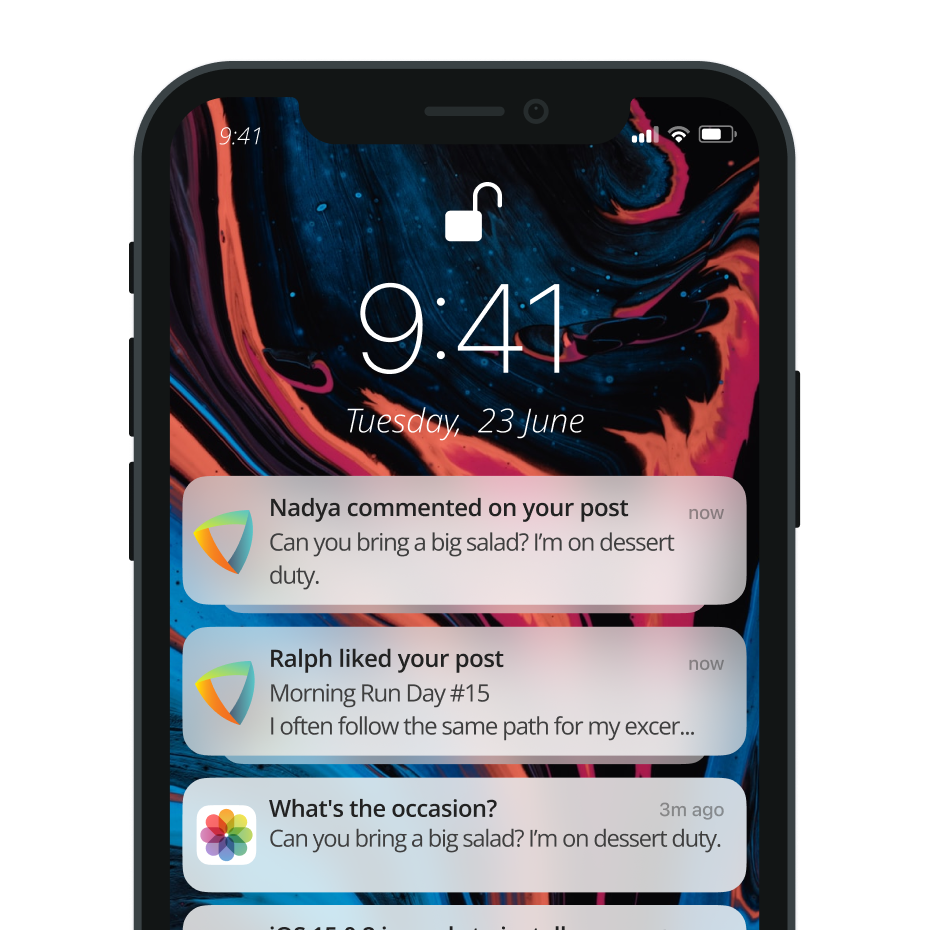 9:41
9:41
Tuesday, 23 June
Nadya commented on your post
now
Can you bring a big salad? I’m on dessert
duty.
Ralph liked your post
now
Morning Run Day #15
I often follow the same path for my excer...
What's the occasion?
3m ago
Can you bring a big salad? I’m on dessert duty.